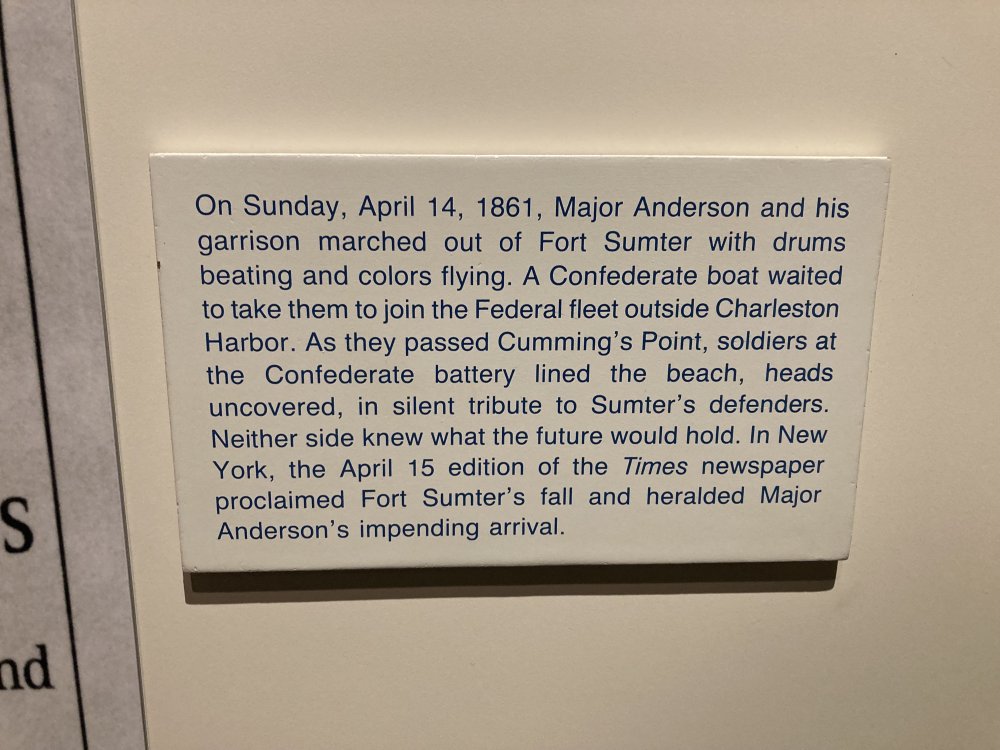 On Sunday, April 14, 1861, Major Anderson and his
garrison marched out of Fort Sumter with drums
beating and colors flying. A Confederate boat waited
to take them to join the Federal fleet outside Charleston
Harbor. As they passed Cumming's Point, soldiers at
the Confederate battery lined the beach, heads
uncovered, in silent tribute to Sumter's defenders.
Neither side knew what the future would hold. In New
York, the April 15 edition of the Times newspaper
proclaimed Fort Sumter's fall and heralded Major
Anderson's impending arrival.